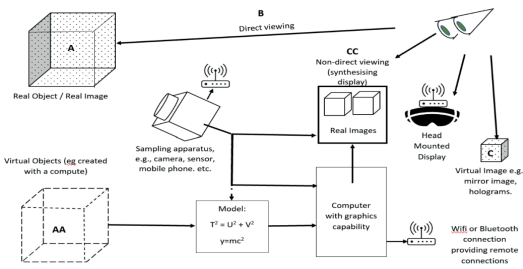 B
Direct viewing
A
Real Object / Real Image
CC
Non-direct viewing
(synthesising
display)
Real Images
Head
Mounted
Display
C
Virtual Image e.g.
mirror image,
holograms.
Sampling apparatus,
e.g., camera, sensor,
mobile phone. etc.
Virtual Objects (eg created
with a compute)
AA
Model:
T² = U² + V²
y=mc²
Computer
with graphics
capability
Wifi or Bluetooth
connection
providing remote
connections